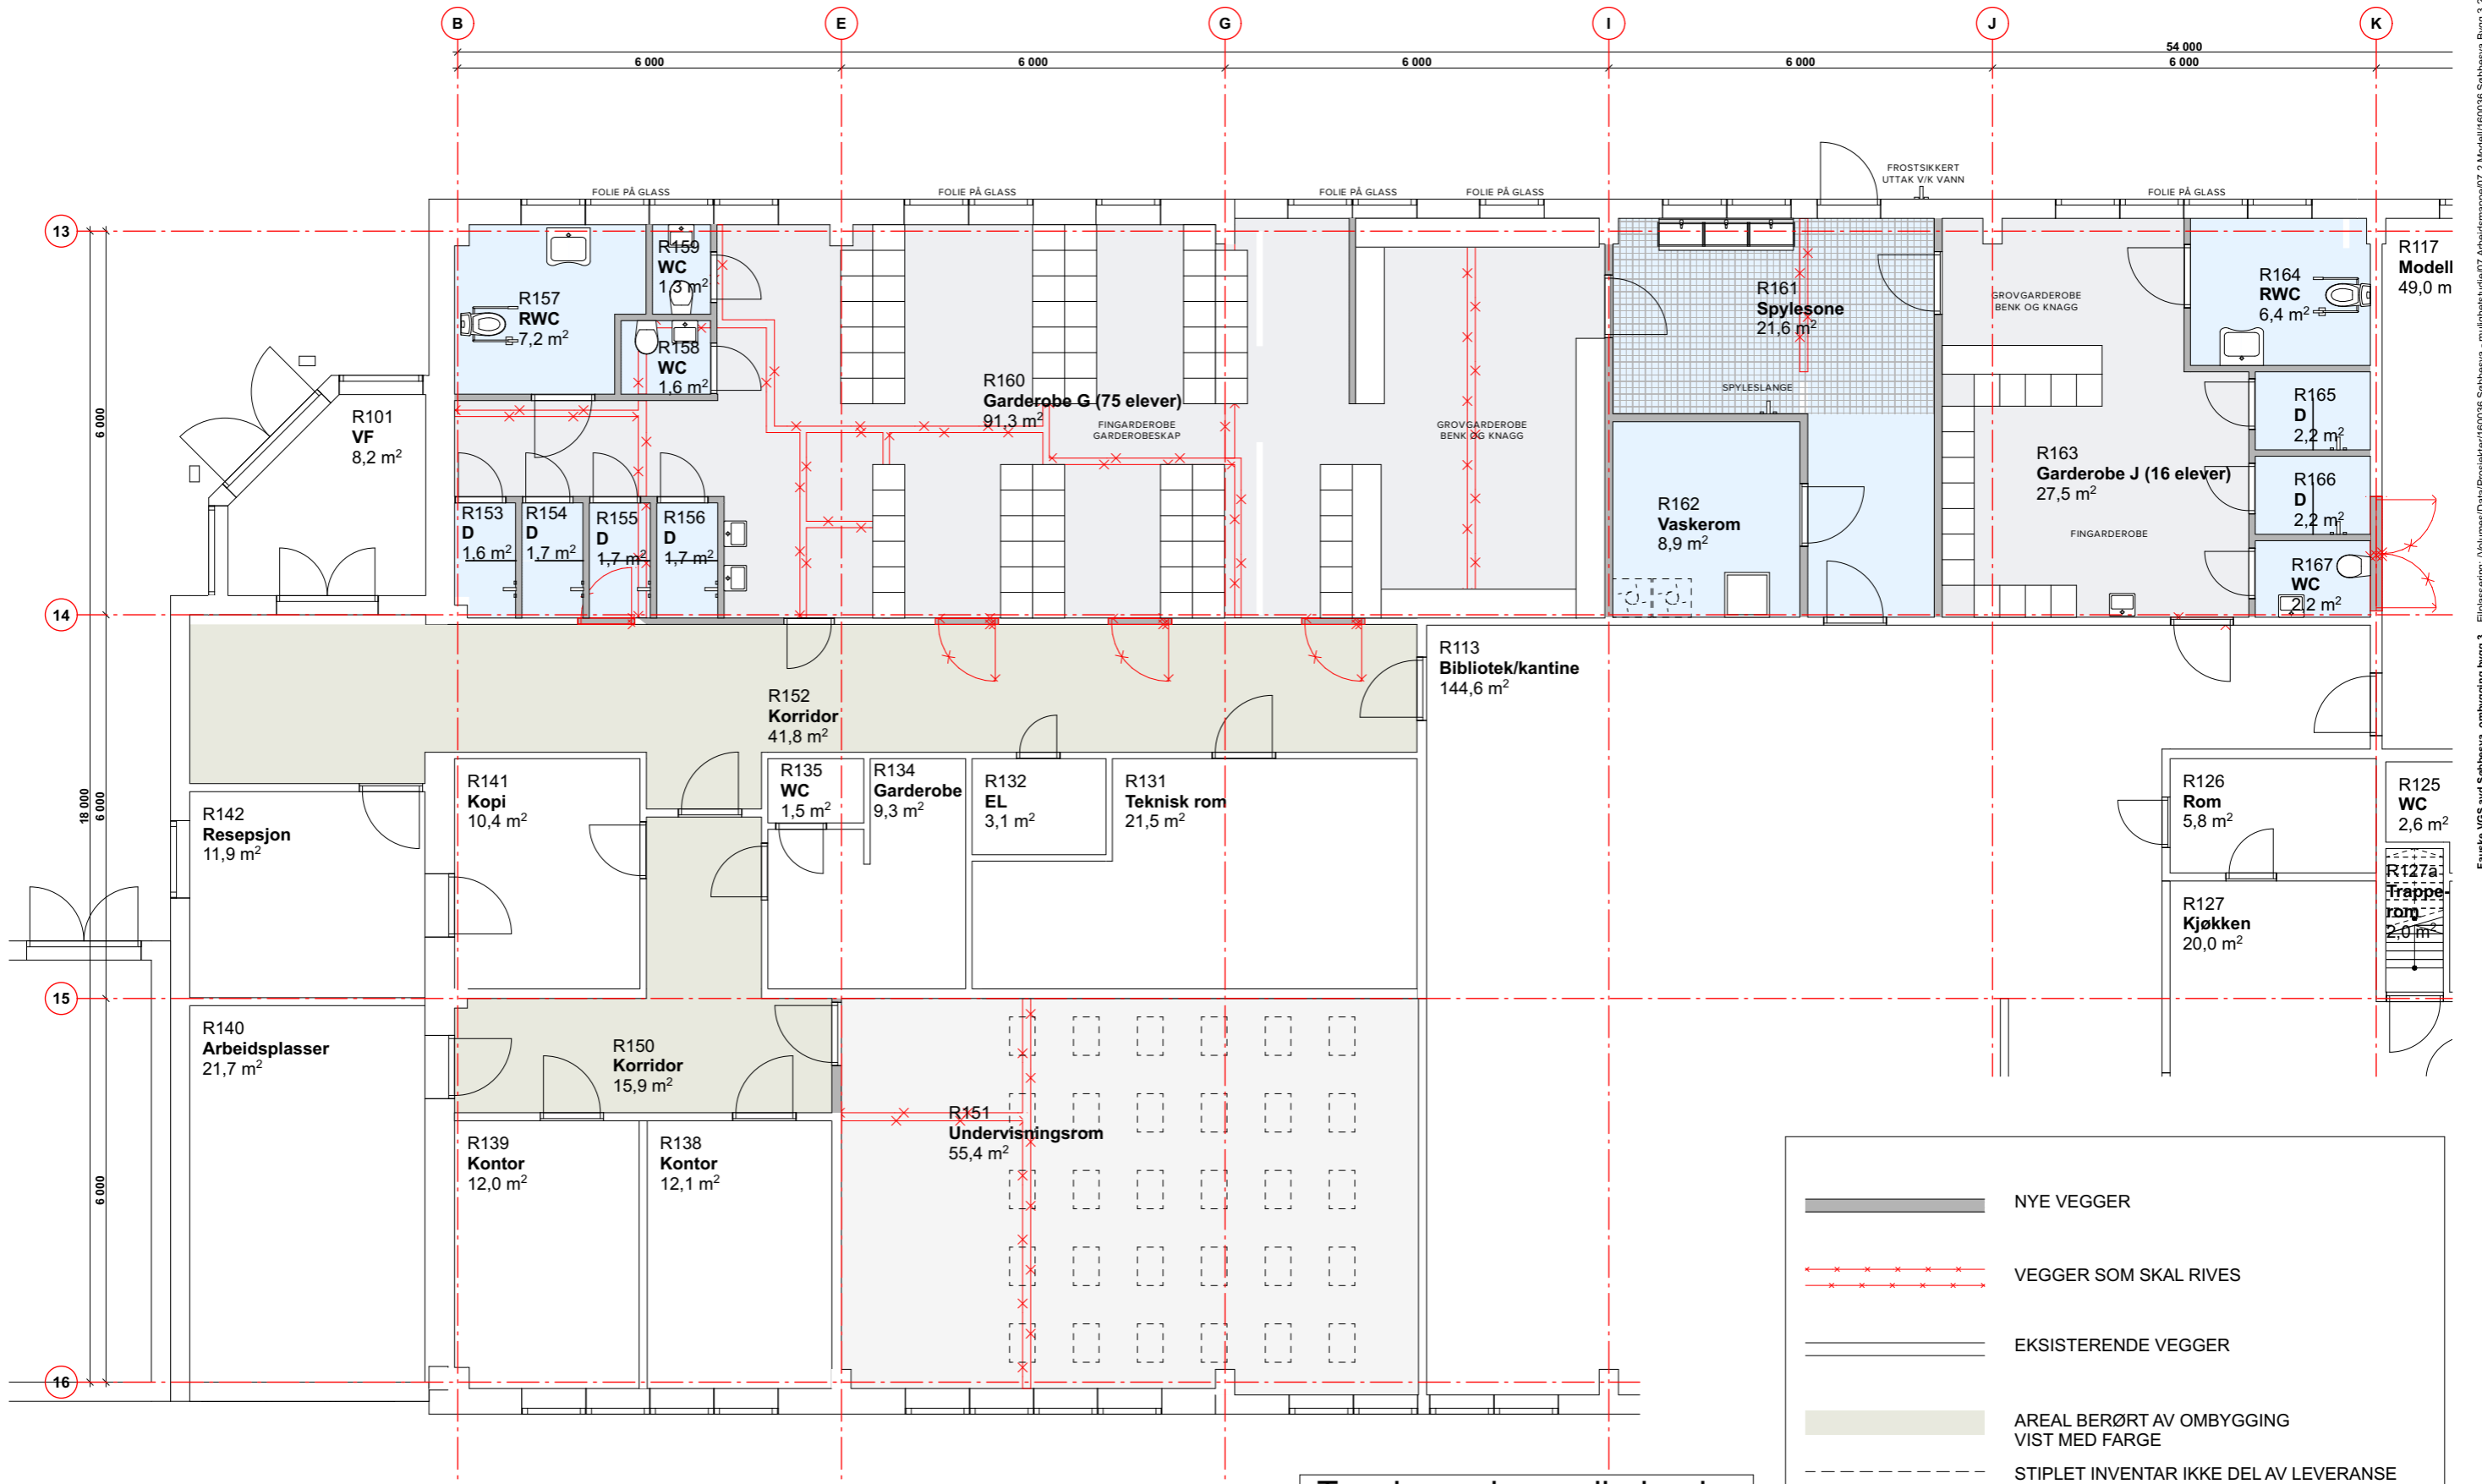 B
E
G
I
J
K
54 000
6 000
6 000
6 000
6 000
6 000
FOLIE PÅ GLASS
FOLIE PÅ GLASS
FOLIE PÅ GLASS
FOLIE PÅ GLASS
FROSTSIKKERT
UTTAK V/K VANN
FOLIE PÅ GLASS
13
14
15
16
18 000
6 000
6 000
6 000
R159
WC
1,3 m²
R157
RWC
7,2 m²
R158
WC
1,6 m²
R101
VF
8,2 m²
R160
Garderobe G (75 elever)
91,3 m²
FINGARDEROBE
GARDEROBESKAP
GROVGARDEROBE
BENK OG KNAGG
R161
Spylesone
21,6 m²
SPYLESLANGE
GROVGARDEROBE
BENK OG KNAGG
R164
RWC
6,4 m²
R117
Modell
49,0 m
R165
D
2,2 m²
R163
Garderobe J (16 elever)
27,5 m²
R166
D
2,2 m²
FINGARDEROBE
R167
WC
2,2 m²
R153
D
1,6 m²
R154
D
1,7 m²
R155
D
1,7 m²
R156
D
1,7 m²
R162
Vaskerom
8,9 m²
R152
Korridor
41,8 m²
R113
Bibliotek/kantine
144,6 m²
R142
Resepsjon
11,9 m²
R141
Kopi
10,4 m²
R135
WC
1,5 m²
R134
Garderobe
9,3 m²
R132
EL
3,1 m²
R131
Teknisk rom
21,5 m²
R126
Rom
5,8 m²
R125
WC
2,6 m²
R127a
Trappe-
rom
2,0 m²
R127
Kjøkken
20,0 m²
R140
Arbeidsplasser
21,7 m²
R150
Korridor
15,9 m²
R139
Kontor
12,0 m²
R138
Kontor
12,1 m²
R151
Undervisningsrom
55,4 m²
NYE VEGGER
VEGGER SOM SKAL RIVES
EKSISTERENDE VEGGER
AREAL BERØRT AV OMBYGGING
VIST MED FARGE
STIPLET INVENTAR IKKE DEL AV LEVERANSE